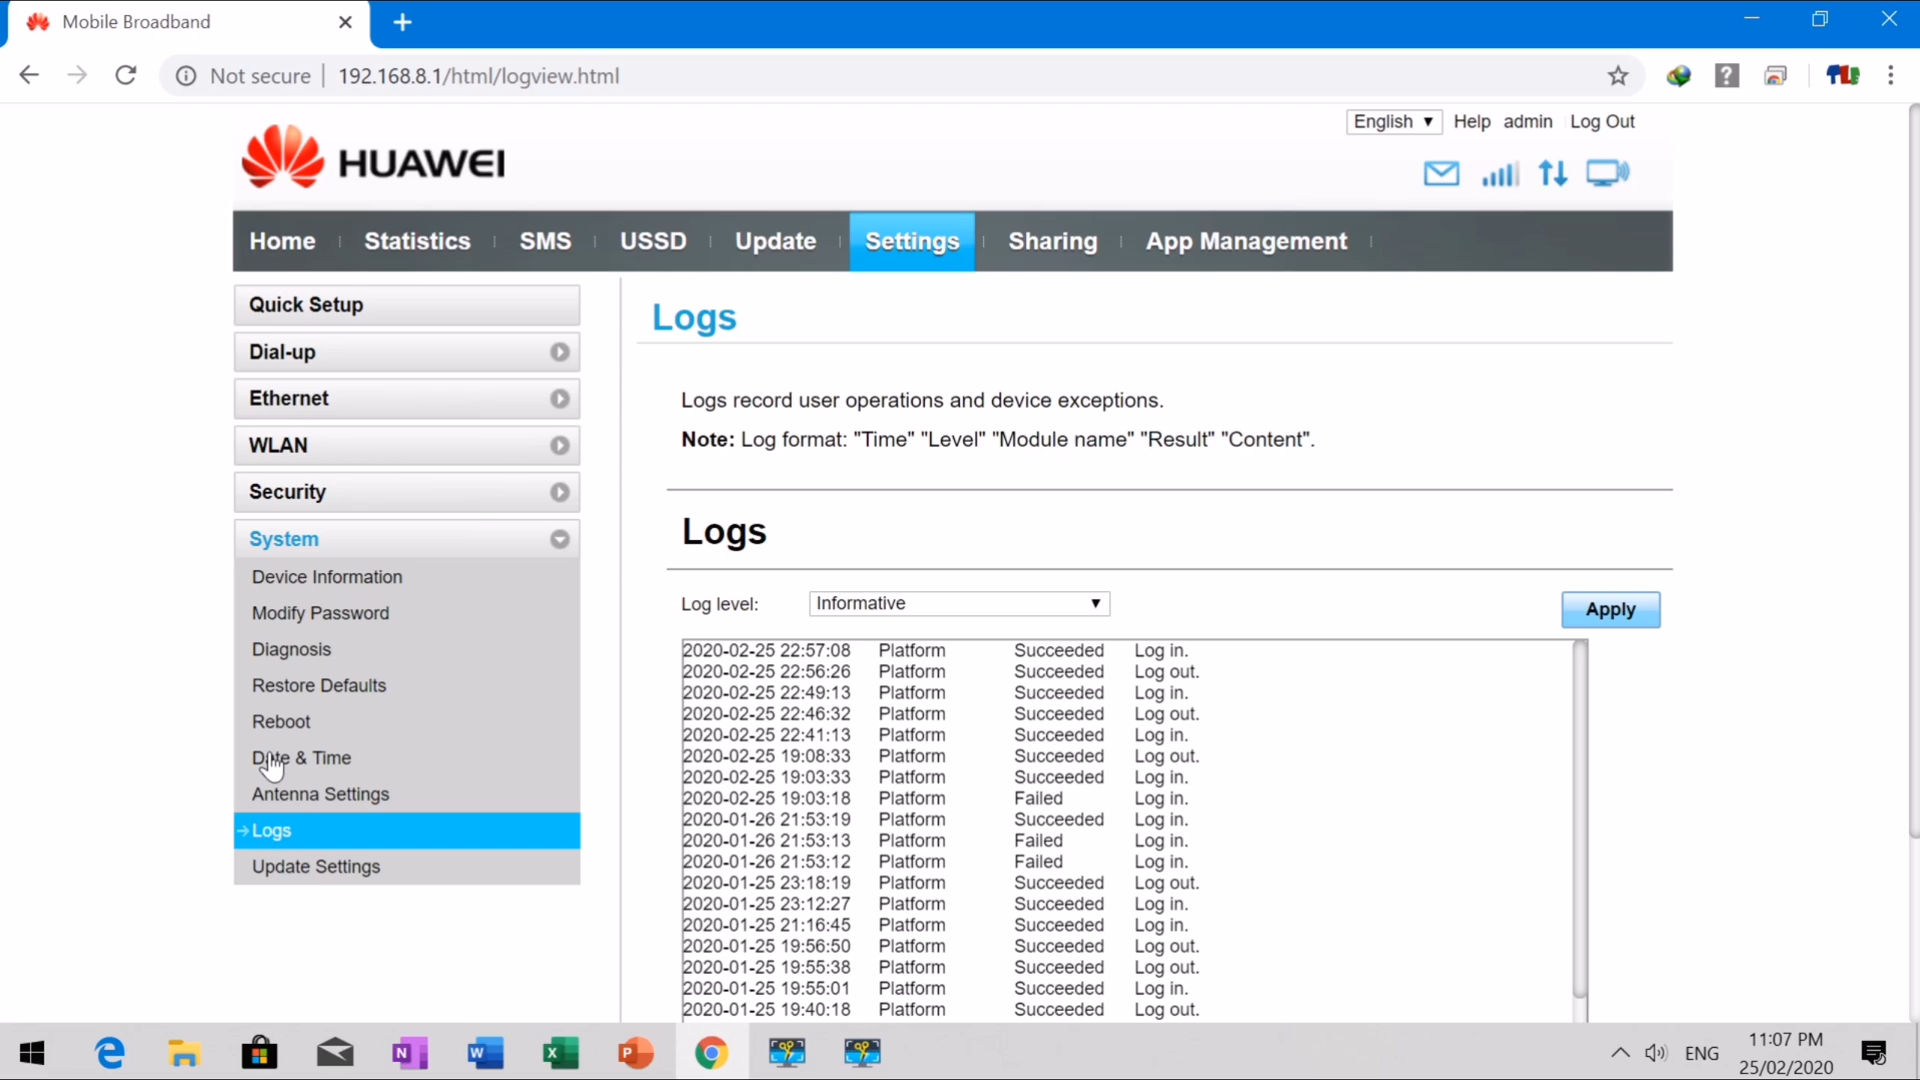 Mobile Broadband
Not secure | 192.168.8.1/html/logview.html
TLE
English Help admin Log Out
HUAWEI
Home Statistics SMS USSD Update Settings Sharing App Management
Quick Setup
Dial-up
Ethernet
WLAN
Security
System
Device Information
Modify Password
Diagnosis
Restore Defaults
Reboot
Date & Time
Antenna Settings
Logs
Update Settings
Logs
Logs record user operations and device exceptions.
Note: Log format: "Time" "Level" "Module name" "Result" "Content".
Logs
Log level: Informative Apply
2020-02-25 22:57:08 Platform Succeeded Log in.
2020-02-25 22:56:26 Platform Succeeded Log out.
2020-02-25 22:49:13 Platform Succeeded Log in.
2020-02-25 22:46:32 Platform Succeeded Log out.
2020-02-25 22:41:13 Platform Succeeded Log in.
2020-02-25 19:08:33 Platform Succeeded Log out.
2020-02-25 19:03:33 Platform Succeeded Log in.
2020-02-25 19:03:18 Platform Failed Log in.
2020-01-26 21:53:19 Platform Succeeded Log in.
2020-01-26 21:53:13 Platform Failed Log in.
2020-01-26 21:53:12 Platform Failed Log in.
2020-01-25 23:18:19 Platform Succeeded Log out.
2020-01-25 23:12:27 Platform Succeeded Log in.
2020-01-25 21:16:45 Platform Succeeded Log in.
2020-01-25 19:56:50 Platform Succeeded Log out.
2020-01-25 19:55:38 Platform Succeeded Log out.
2020-01-25 19:55:01 Platform Succeeded Log in.
2020-01-25 19:40:18 Platform Succeeded Log out.
ENG
11:07 PM
25/02/2020